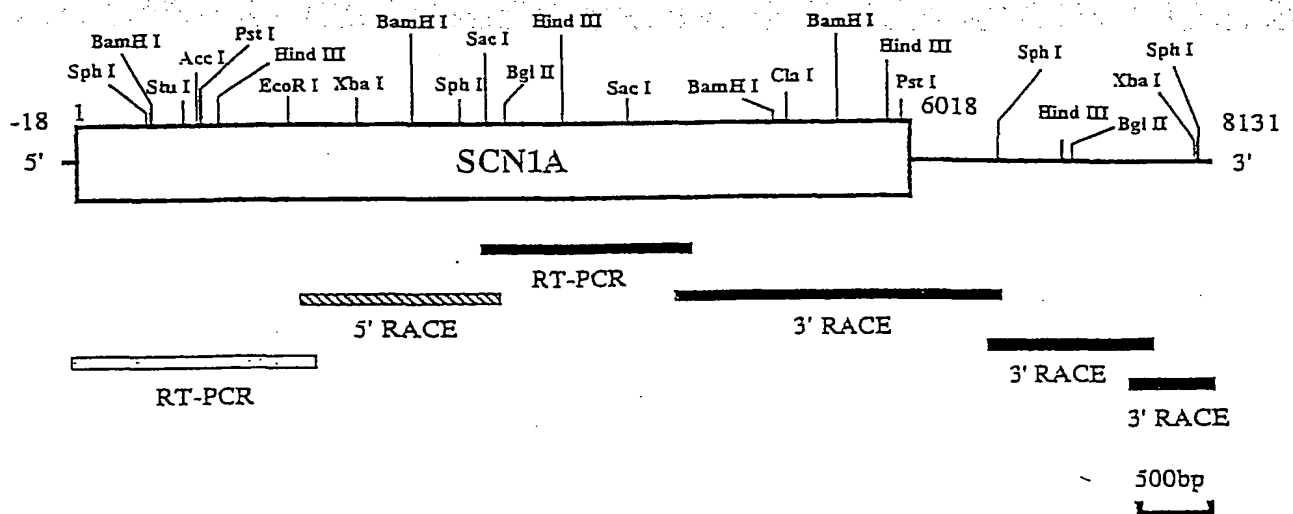 BamH I
Hind III
BamH I
Pst I
Sac I
BamH I
Hind III
Sph I
Sph I
Acc I
Hind III
Bgl II
Sph I
Stu I
EcoR I
Xba I
Sph I
Sac I
BamH I
Cla I
Pst I
Xba I
-18
1
6018
Hind III
Bgl II
8131
5'
SCN1A
3'
RT-PCR
5' RACE
3' RACE
RT-PCR
3' RACE
3' RACE
500bp